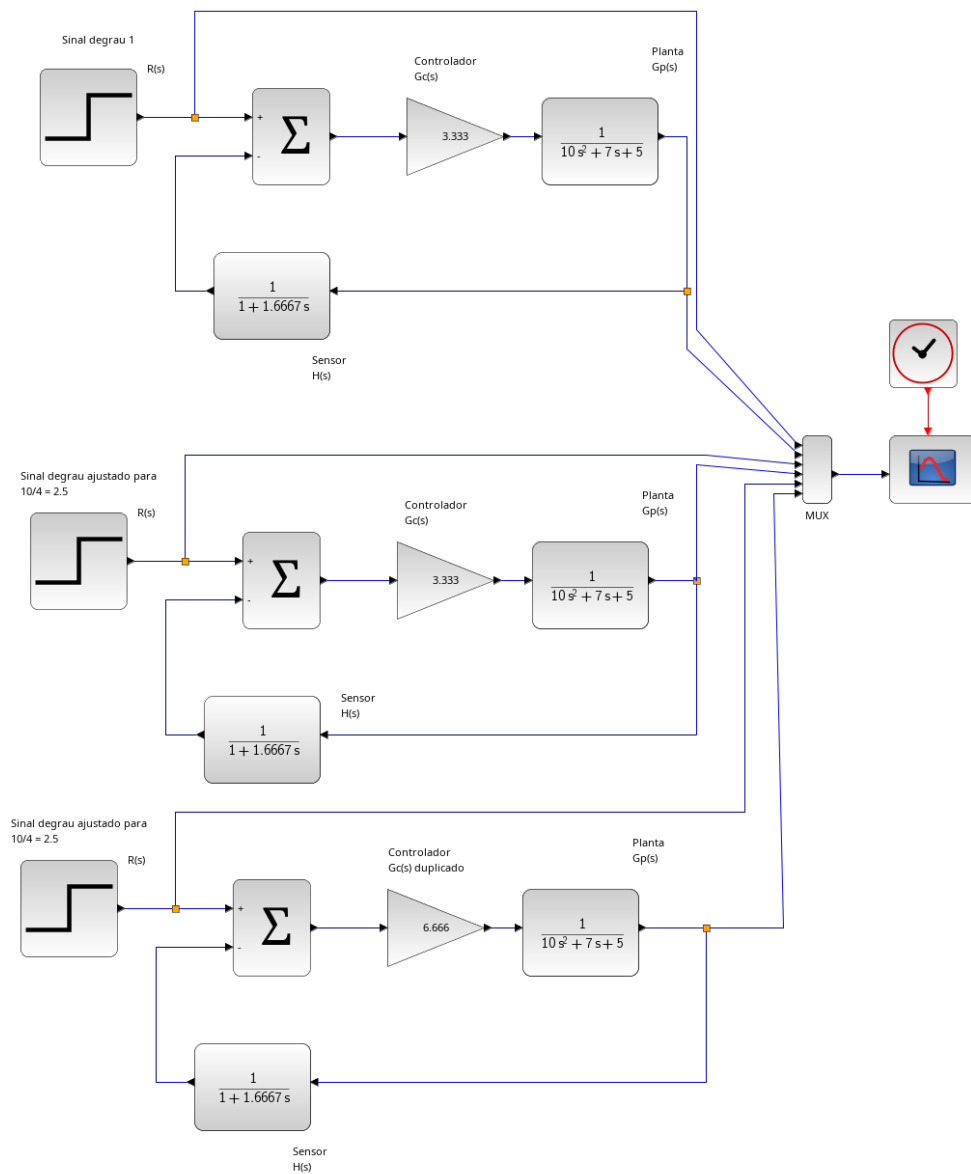 Sinal degrau 1
R(s)
+
-
Σ
Controlador
Gc(s)
3.333
Planta
Gp(s)
1
10 s² + 7 s + 5
1
1 + 1.6667 s
Sensor
H(s)
Sinal degrau ajustado para
10/4 = 2.5
R(s)
+
-
Σ
Controlador
Gc(s)
3.333
Planta
Gp(s)
1
10 s² + 7 s + 5
MUX
Sensor
H(s)
1
1 + 1.6667 s
Sinal degrau ajustado para
10/4 = 2.5
R(s)
+
-
Σ
Controlador
Gc(s) duplicado
6.666
Planta
Gp(s)
1
10 s² + 7 s + 5
1
1 + 1.6667 s
Sensor
H(s)